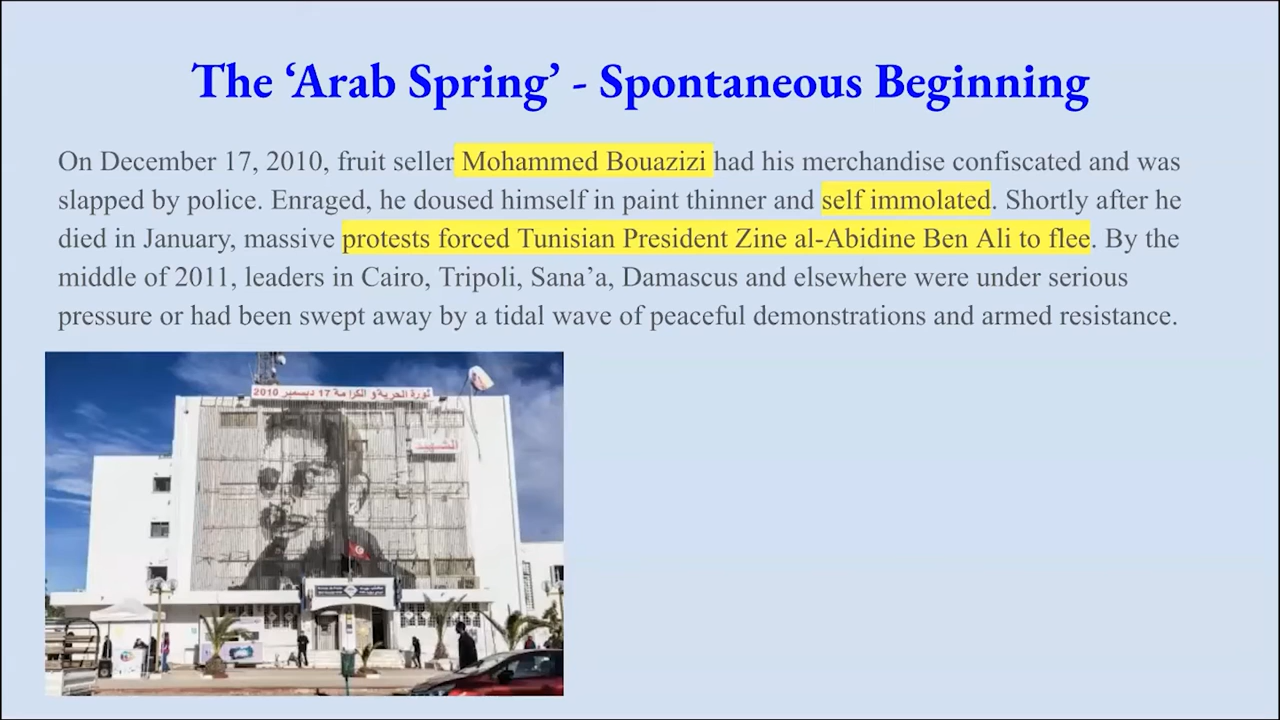 The ‘Arab Spring’ - Spontaneous Beginning
On December 17, 2010, fruit seller Mohammed Bouazizi had his merchandise confiscated and was
slapped by police. Enraged, he doused himself in paint thinner and self immolated. Shortly after he
died in January, massive protests forced Tunisian President Zine al-Abidine Ben Ali to flee. By the
middle of 2011, leaders in Cairo, Tripoli, Sana’a, Damascus and elsewhere were under serious
pressure or had been swept away by a tidal wave of peaceful demonstrations and armed resistance.
ثورة الحرية و الكرامة 17 ديسمبر 2010